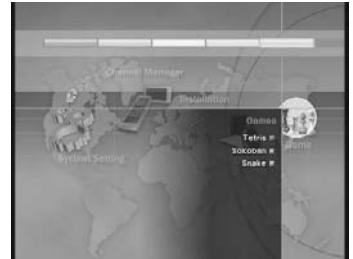 Channel Manager
Installation
Games
Tetris
Game
Sokoban
Snake
System Setting